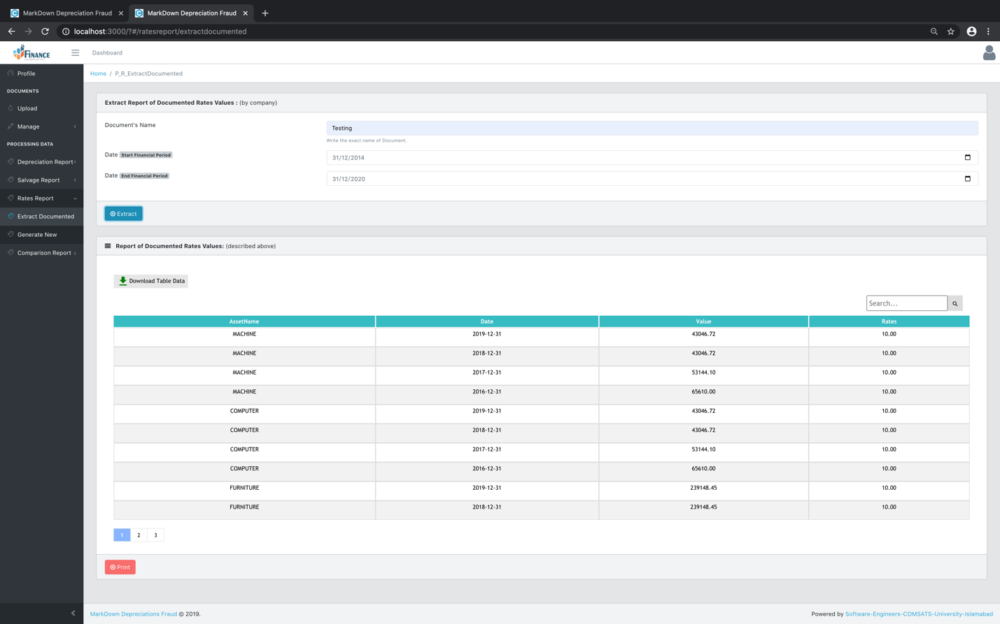 MarkDown Depreciation Fraud
MarkDown Depreciation Fraud
localhost:3000/?#/ratesreport/extractdocumented
FINANCE
Dashboard
Profile
DOCUMENTS
Upload
Manage
PROCESSING DATA
Depreciation Report
Salvage Report
Rates Report
Extract Documented
Generate New
Comparison Report
Home / P_R_ExtractDocumented
Extract Report of Documented Rates Values : (by company)
Document's Name
Testing
Write the exact name of Document.
Date Start Financial Period
31/12/2014
Date End Financial Period
31/12/2020
Extract
Report of Documented Rates Values: (described above)
Download Table Data
Search...
AssetName Date Value Rates
MACHINE 2019-12-31 43046.72 10.00
MACHINE 2018-12-31 43046.72 10.00
MACHINE 2017-12-31 53144.10 10.00
MACHINE 2016-12-31 65610.00 10.00
COMPUTER 2019-12-31 43046.72 10.00
COMPUTER 2018-12-31 43046.72 10.00
COMPUTER 2017-12-31 53144.10 10.00
COMPUTER 2016-12-31 65610.00 10.00
FURNITURE 2019-12-31 239148.45 10.00
FURNITURE 2018-12-31 239148.45 10.00
1 2 3
Print
MarkDown Depreciations Fraud © 2019.
Powered by Software-Engineers-COMSATS-University-Islamabad